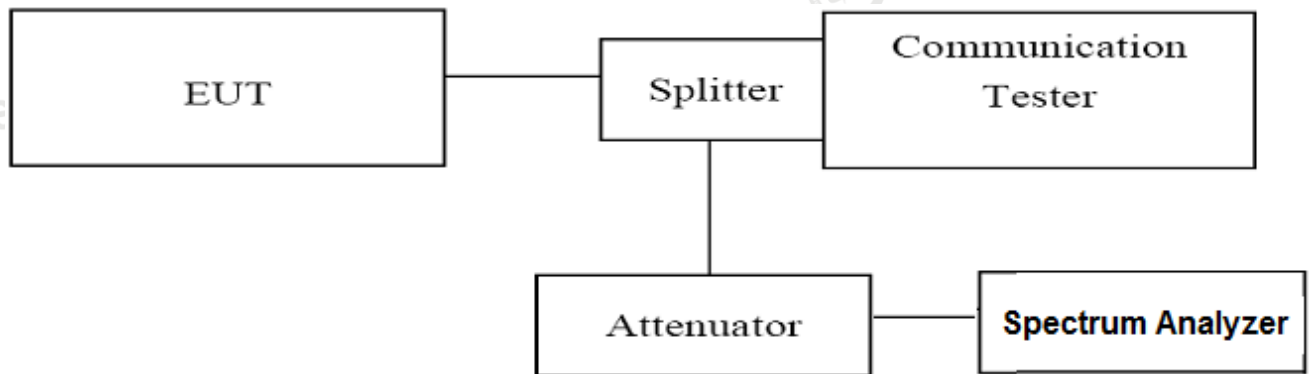 EUT
Splitter
Communication
Tester
Attenuator
Spectrum Analyzer